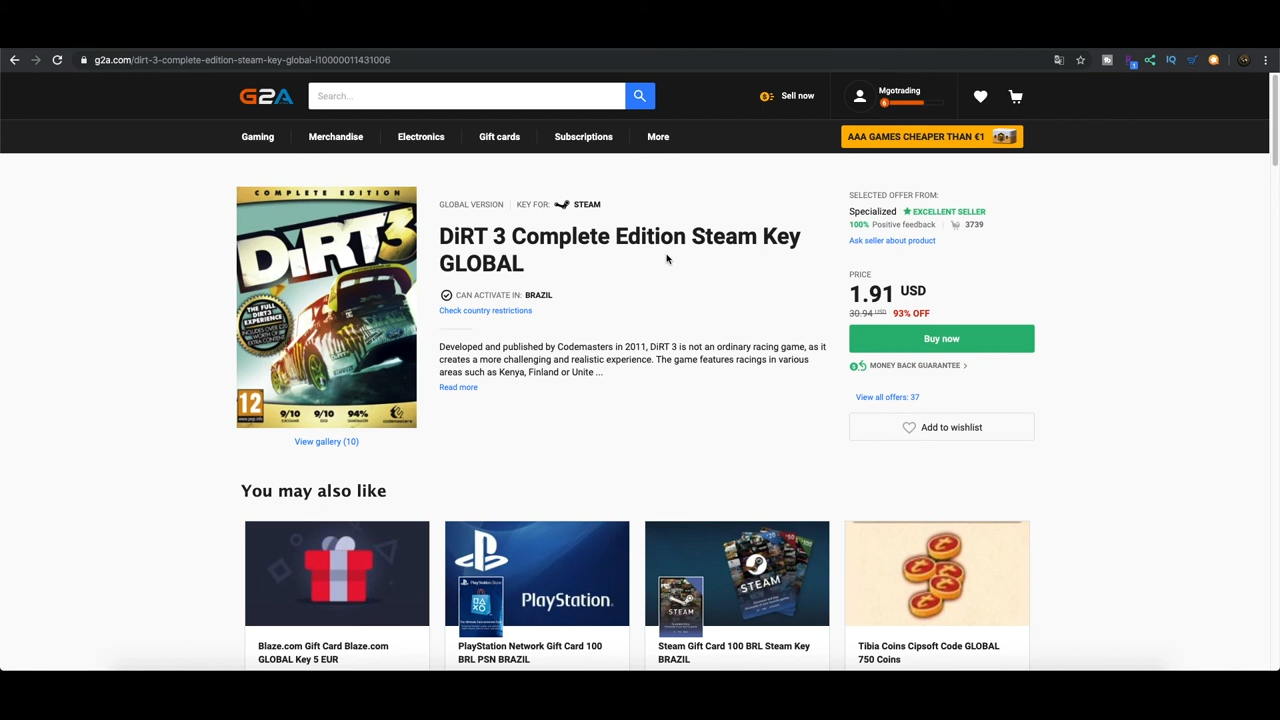 g2a.com/dirt-3-complete-edition-steam-key-global-i10000011431006
G2A
Search...
Sell now
Mgotrading
6
Gaming
Merchandise
Electronics
Gift cards
Subscriptions
More
AAA GAMES CHEAPER THAN €1
COMPLETE EDITION
DiRT3
THE FULL DiRT3 EXPERIENCE
12
9/10
9/10
94%
codemasters
View gallery (10)
GLOBAL VERSION
KEY FOR:
STEAM
DiRT 3 Complete Edition Steam Key
GLOBAL
CAN ACTIVATE IN: BRAZIL
Check country restrictions
Developed and published by Codemasters in 2011, DiRT 3 is not an ordinary racing game, as it
creates a more challenging and realistic experience. The game features racings in various
areas such as Kenya, Finland or Unite ...
Read more
SELECTED OFFER FROM:
Specialized
EXCELLENT SELLER
100% Positive feedback
3739
Ask seller about product
PRICE
1.91 USD
30.94 USD
93% OFF
Buy now
MONEY BACK GUARANTEE
View all offers: 37
Add to wishlist
You may also like
PlayStation
STEAM
STEAM
Blaze.com Gift Card Blaze.com
GLOBAL Key 5 EUR
PlayStation Network Gift Card 100
BRL PSN BRAZIL
Steam Gift Card 100 BRL Steam Key
BRAZIL
Tibia Coins Cipsoft Code GLOBAL
750 Coins